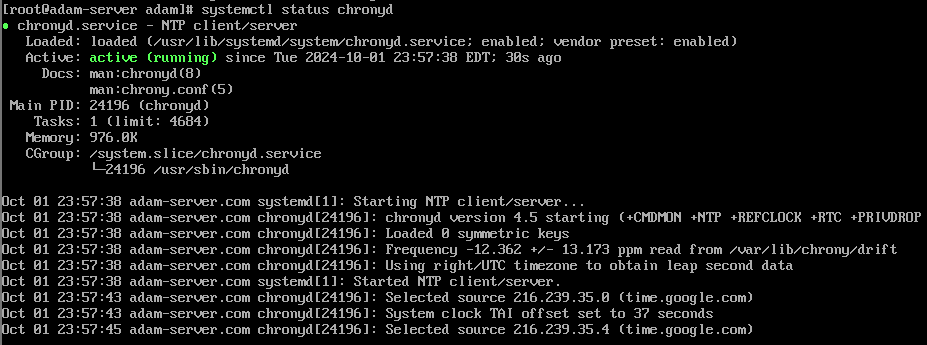 [root@adam-server adam]# systemctl status chronyd
● chronyd.service - NTP client/server
   Loaded: loaded (/usr/lib/systemd/system/chronyd.service; enabled; vendor preset: enabled)
   Active: active (running) since Tue 2024-10-01 23:57:38 EDT; 30s ago
     Docs: man:chronyd(8)
           man:chrony.conf(5)
 Main PID: 24196 (chronyd)
    Tasks: 1 (limit: 4684)
   Memory: 976.0K
   CGroup: /system.slice/chronyd.service
           └─24196 /usr/sbin/chronyd
Oct 01 23:57:38 adam-server.com systemd[1]: Starting NTP client/server...
Oct 01 23:57:38 adam-server.com chronyd[24196]: chronyd version 4.5 starting (+CMDMON +NTP +REFCLOCK +RTC +PRIVDROP
Oct 01 23:57:38 adam-server.com chronyd[24196]: Loaded 0 symmetric keys
Oct 01 23:57:38 adam-server.com chronyd[24196]: Frequency -12.362 +/- 13.173 ppm read from /var/lib/chrony/drift
Oct 01 23:57:38 adam-server.com chronyd[24196]: Using right/UTC timezone to obtain leap second data
Oct 01 23:57:38 adam-server.com systemd[1]: Started NTP client/server.
Oct 01 23:57:43 adam-server.com chronyd[24196]: Selected source 216.239.35.0 (time.google.com)
Oct 01 23:57:43 adam-server.com chronyd[24196]: System clock TAI offset set to 37 seconds
Oct 01 23:57:45 adam-server.com chronyd[24196]: Selected source 216.239.35.4 (time.google.com)